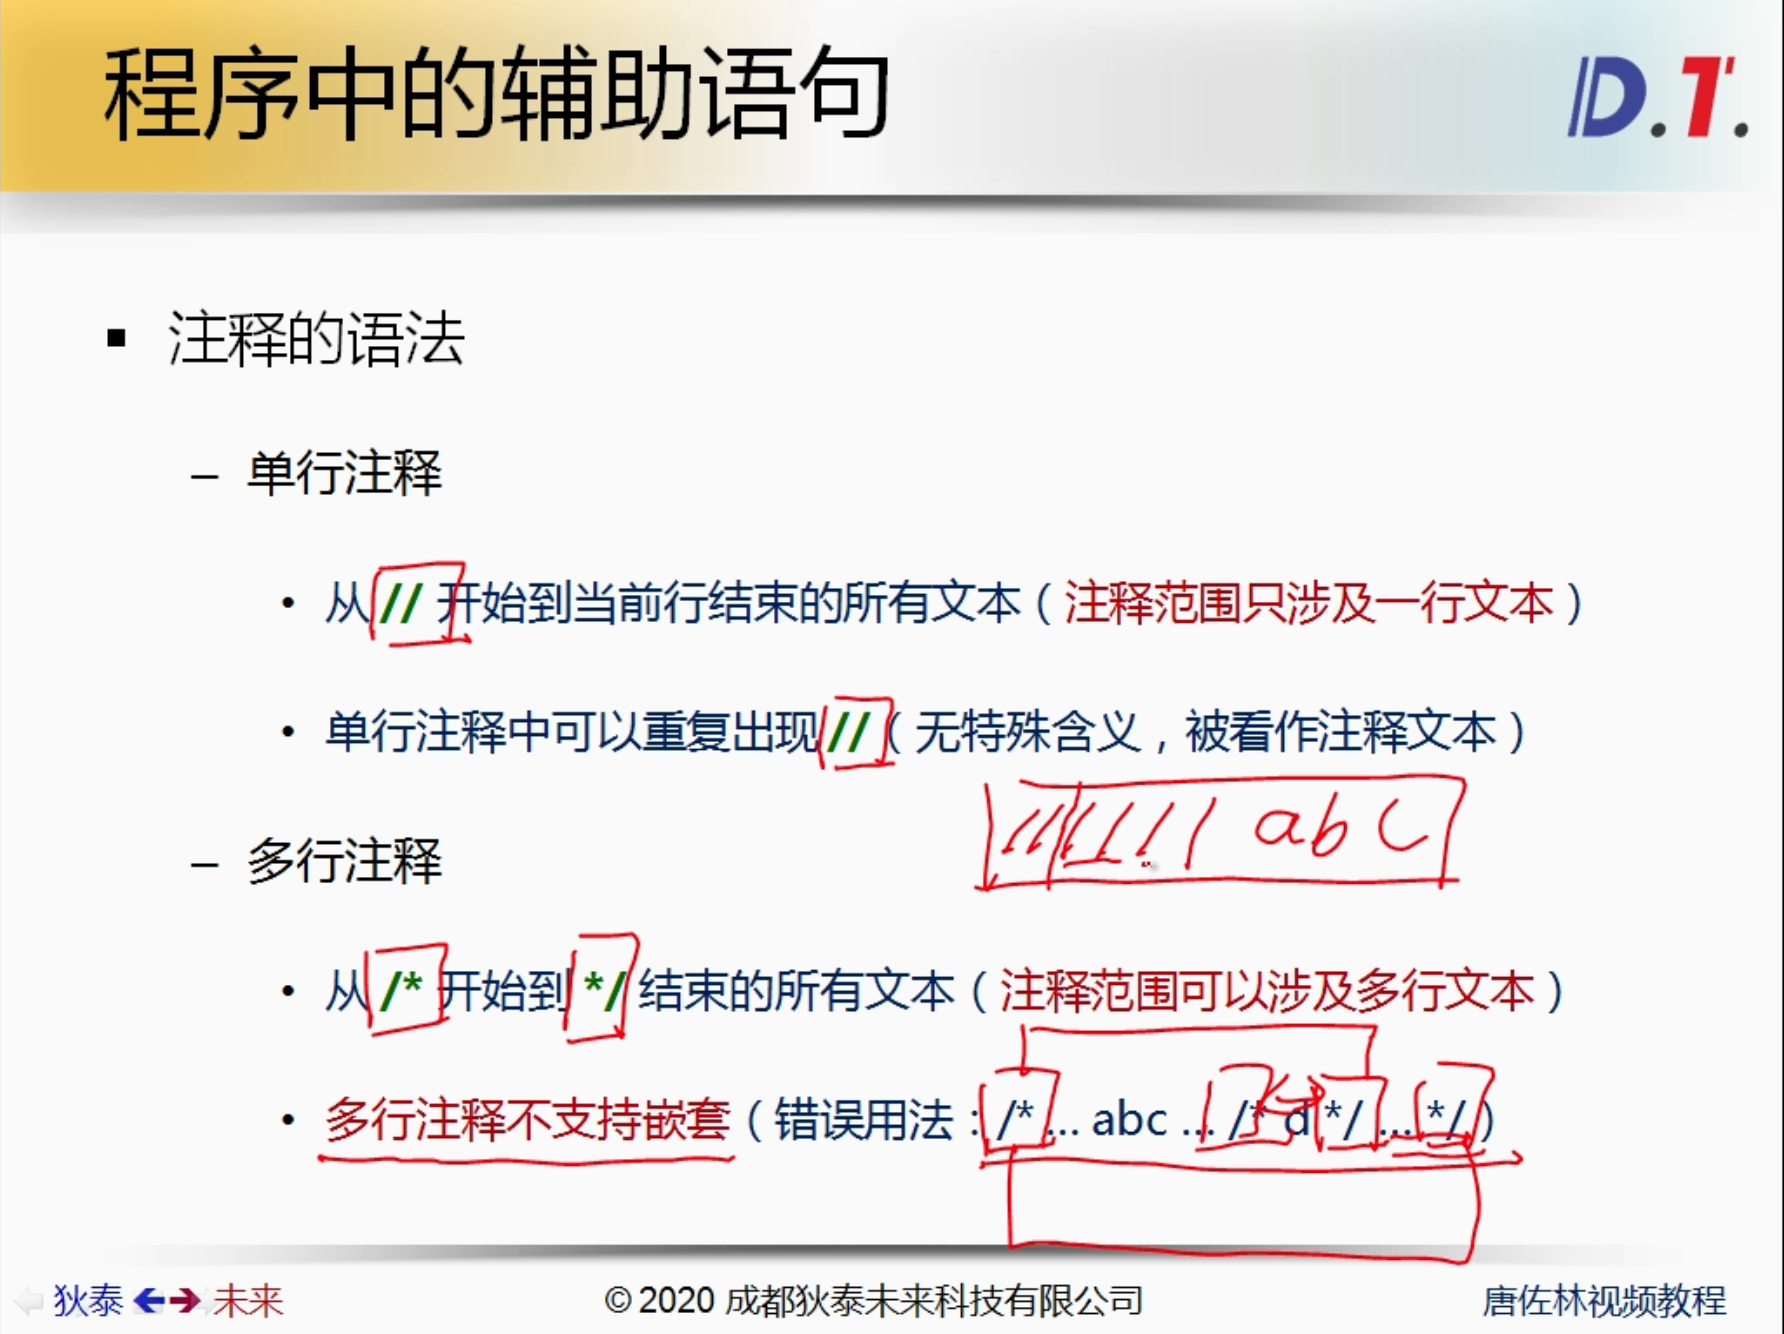 程序中的辅助语句
D.T.
▪ 注释的语法
– 单行注释
• 从 // 开始到当前行结束的所有文本（注释范围只涉及一行文本）
• 单行注释中可以重复出现 //（无特殊含义，被看作注释文本）
abc
– 多行注释
• 从 /* 开始到 */ 结束的所有文本（注释范围可以涉及多行文本）
• 多行注释不支持嵌套（错误用法：/* ... abc ... /* d */ ... */）
狄泰 未来
© 2020 成都狄泰未来科技有限公司
唐佐林视频教程